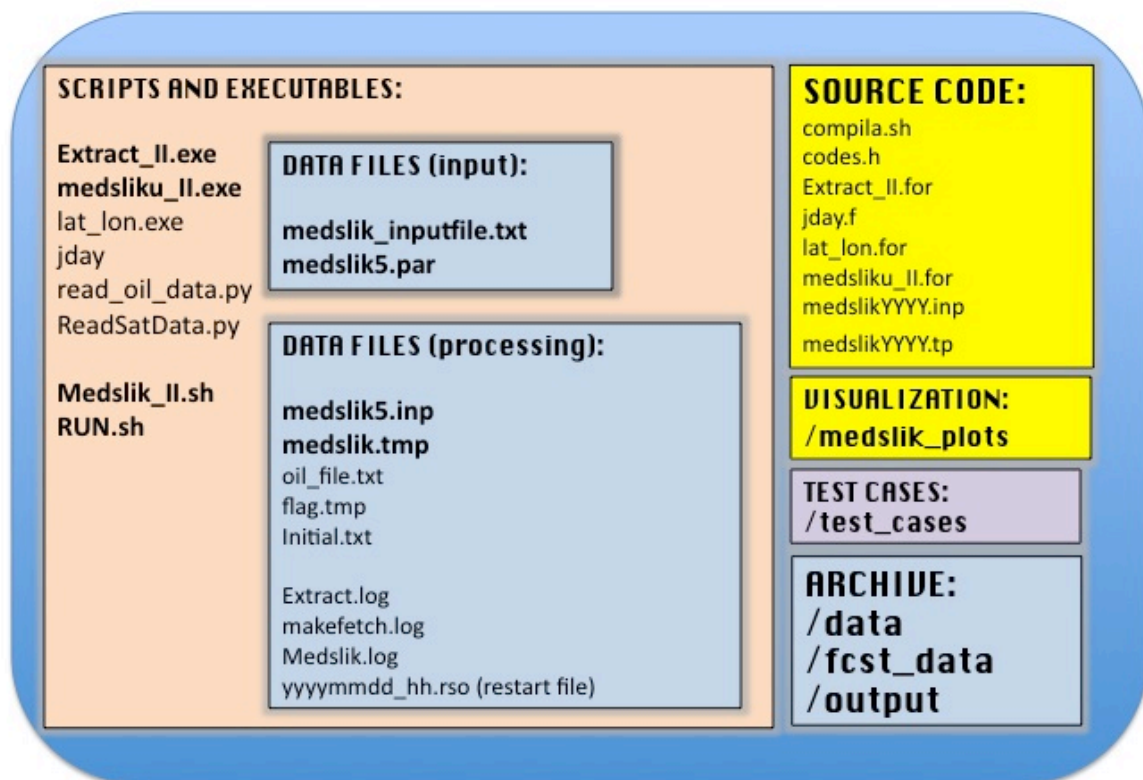 SCRIPTS AND EXECUTABLES:
Extract_II.exe
medsliku_II.exe
lat_lon.exe
jday
read_oil_data.py
ReadSatData.py
Medslik_II.sh
RUN.sh
DATA FILES (input):
medslik_inputfile.txt
medslik5.par
DATA FILES (processing):
medslik5.inp
medslik.tmp
oil_file.txt
flag.tmp
Initial.txt
Extract.log
makefetch.log
Medslik.log
yyyymmdd_hh.rso (restart file)
SOURCE CODE:
compila.sh
codes.h
Extract_II.for
jday.f
lat_lon.for
medsliku_II.for
medslikYYYY.inp
medslikYYYY.tp
VISUALIZATION:
/medslik_plots
TEST CASES:
/test_cases
ARCHIVE:
/data
/fcst_data
/output